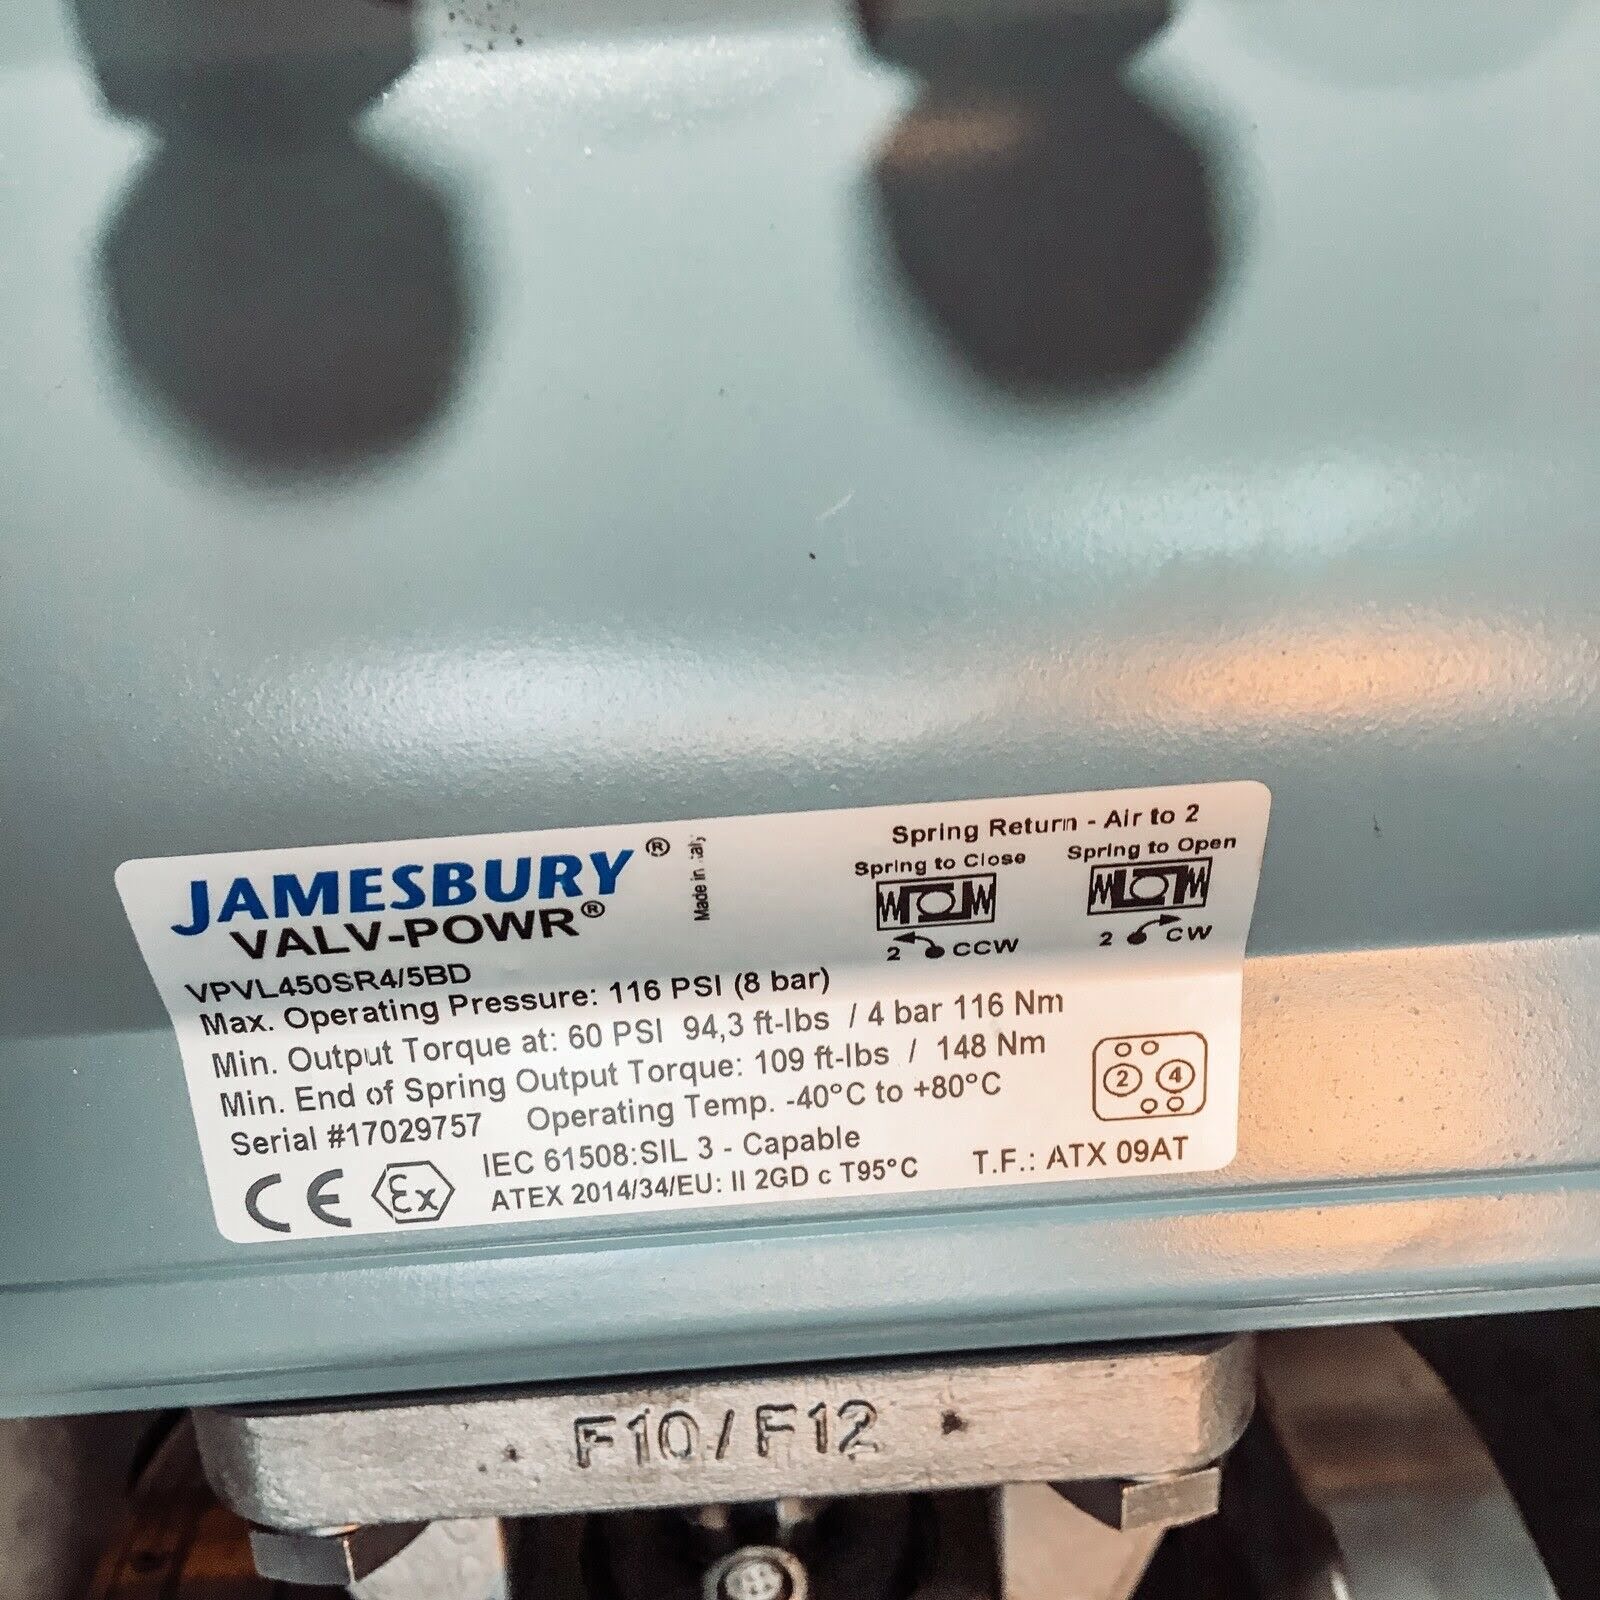 JAMESBURY®
VALV-POWR®
Made in Italy
Spring Return - Air to 2
Spring to Close
Spring to Open
2 CCW
2 CW
VPVL450SR4/5BD
Max. Operating Pressure: 116 PSI (8 bar)
Min. Output Torque at: 60 PSI 94,3 ft-lbs / 4 bar 116 Nm
Min. End of Spring Output Torque: 109 ft-lbs / 148 Nm
Serial #17029757 Operating Temp. -40°C to +80°C
2 4
IEC 61508:SIL 3 - Capable
CE Ex ATEX 2014/34/EU: II 2GD c T95°C
T.F.: ATX 09AT
F10/F12